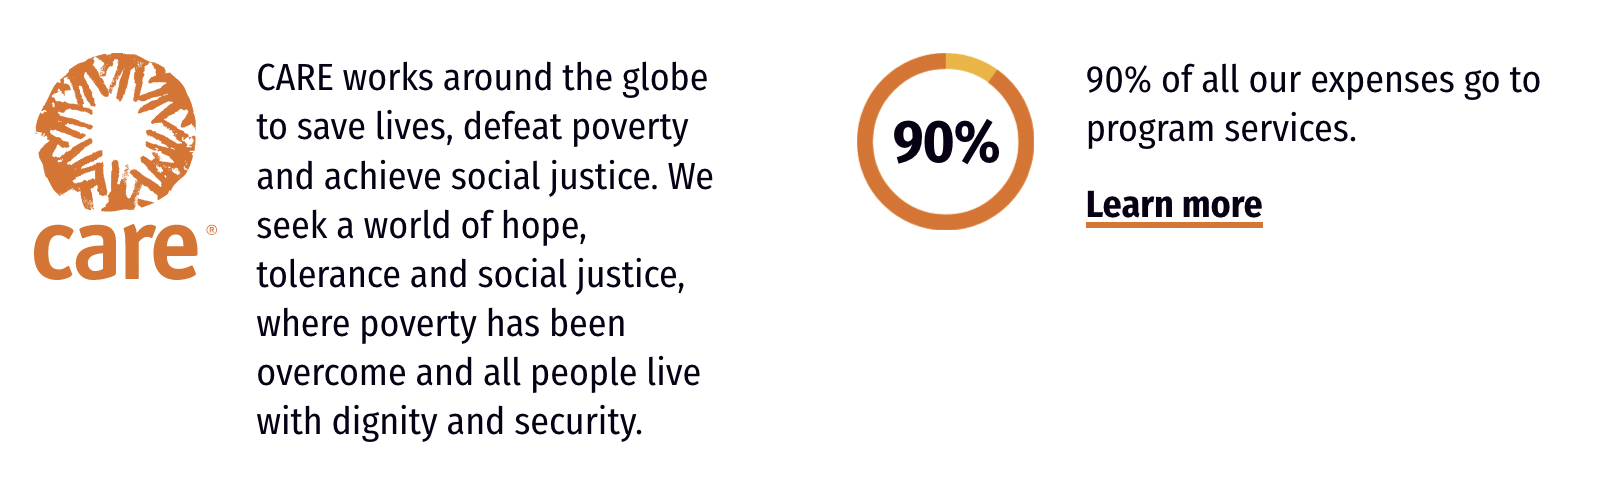 care ®
CARE works around the globe
to save lives, defeat poverty
and achieve social justice. We
seek a world of hope,
tolerance and social justice,
where poverty has been
overcome and all people live
with dignity and security.
90%
90% of all our expenses go to
program services.
Learn more